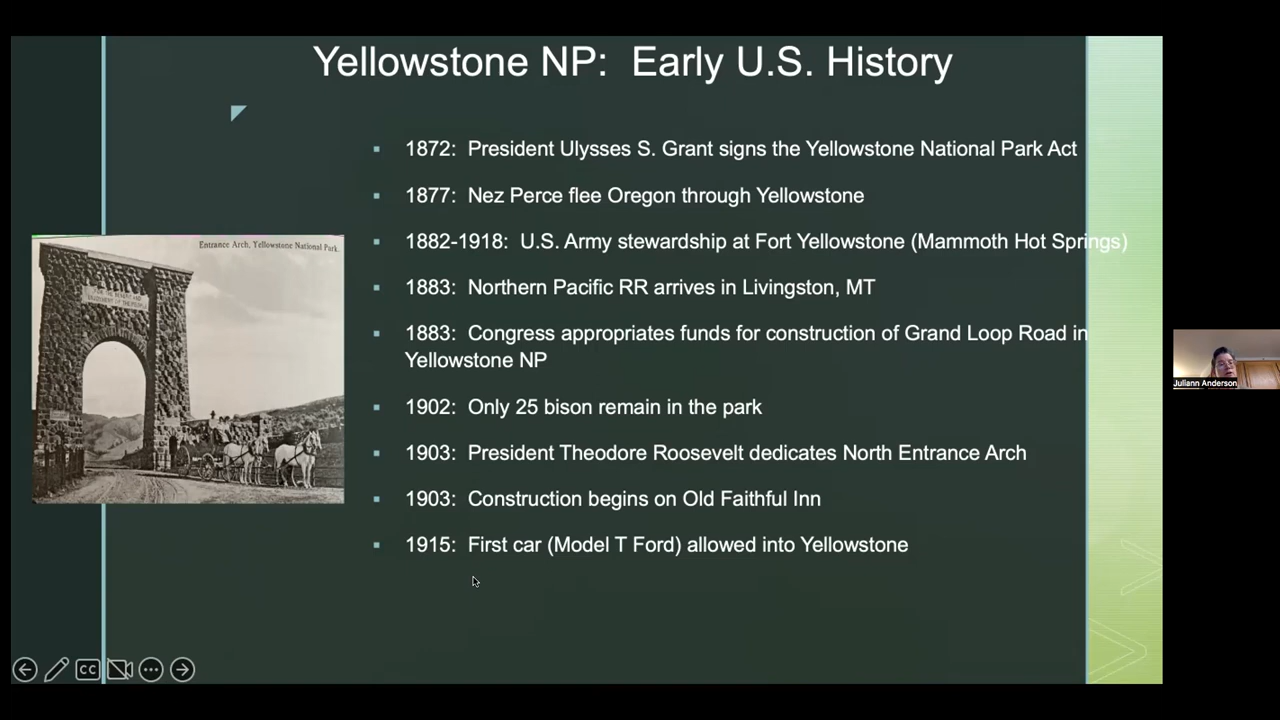 Yellowstone NP:  Early U.S. History
1872:  President Ulysses S. Grant signs the Yellowstone National Park Act
1877:  Nez Perce flee Oregon through Yellowstone
1882-1918:  U.S. Army stewardship at Fort Yellowstone (Mammoth Hot Springs)
1883:  Northern Pacific RR arrives in Livingston, MT
1883:  Congress appropriates funds for construction of Grand Loop Road in
Yellowstone NP
1902:  Only 25 bison remain in the park
1903:  President Theodore Roosevelt dedicates North Entrance Arch
1903:  Construction begins on Old Faithful Inn
1915:  First car (Model T Ford) allowed into Yellowstone
Entrance Arch, Yellowstone National Park.
CC
Juliann Anderson